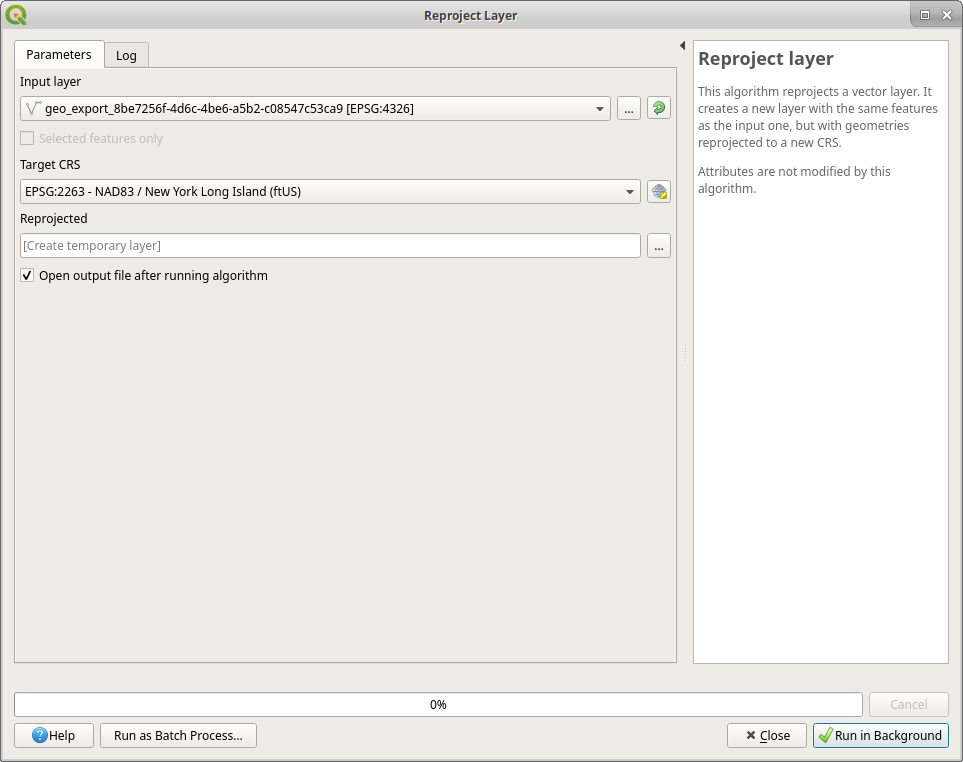 Reproject Layer
Parameters
Log
Input layer
geo_export_8be7256f-4d6c-4be6-a5b2-c08547c53ca9 [EPSG:4326]
...
Selected features only
Target CRS
EPSG:2263 - NAD83 / New York Long Island (ftUS)
Reprojected
[Create temporary layer]
...
Open output file after running algorithm
Reproject layer
This algorithm reprojects a vector layer. It
creates a new layer with the same features
as the input one, but with geometries
reprojected to a new CRS.
Attributes are not modified by this
algorithm.
0%
Cancel
Help
Run as Batch Process...
Close
Run in Background